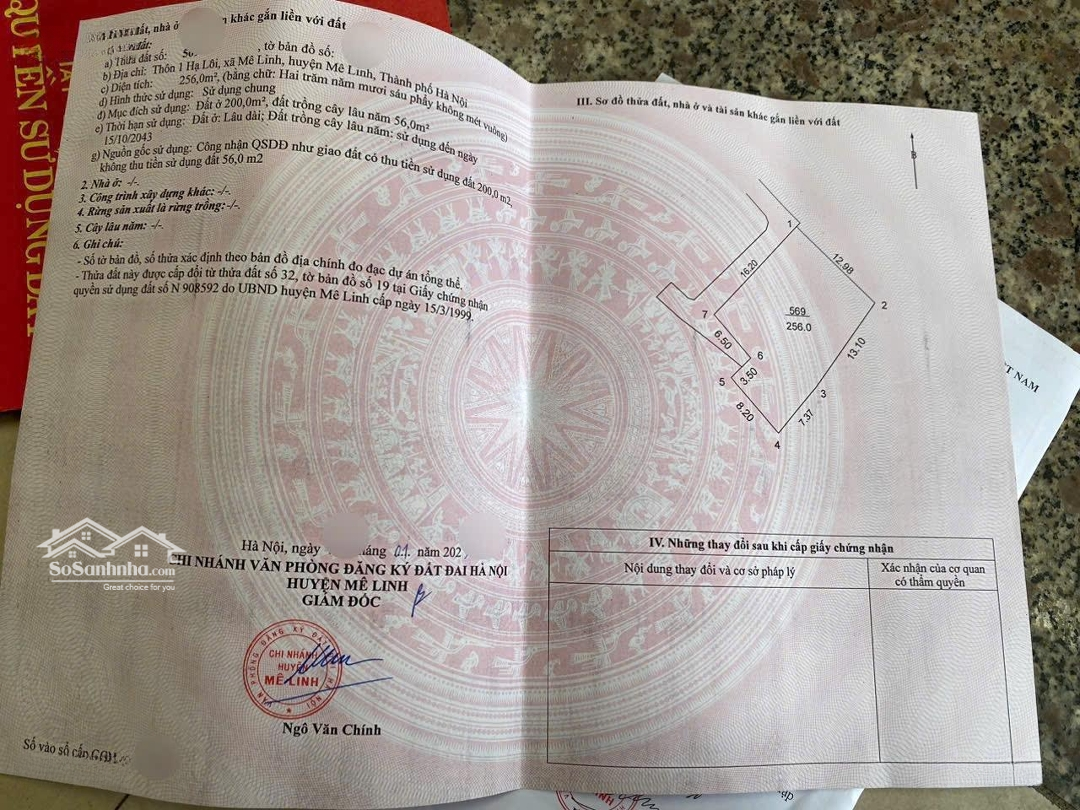 đất, nhà ở khác gắn liền với đất
a) Thửa đất số: , tờ bản đồ số:
b) Địa chỉ: Thôn 1 Hạ Lôi, xã Mê Linh, huyện Mê Linh, Thành phố Hà Nội
c) Diện tích: 256,0m², (bằng chữ: Hai trăm năm mươi sáu phẩy không mét vuông)
d) Hình thức sử dụng: Sử dụng chung
đ) Mục đích sử dụng: Đất ở 200,0m², đất trồng cây lâu năm 56,0m²
e) Thời hạn sử dụng: Đất ở: Lâu dài; Đất trồng cây lâu năm: sử dụng đến ngày
15/10/2043
g) Nguồn gốc sử dụng: Công nhận QSDĐ như giao đất có thu tiền sử dụng đất 200,0 m2,
không thu tiền sử dụng đất 56,0 m2
2. Nhà ở: -/-.
3. Công trình xây dựng khác: -/-.
4. Rừng sản xuất là rừng trồng: -/-.
5. Cây lâu năm: -/-.
6. Ghi chú:
- Số tờ bản đồ, số thửa xác định theo bản đồ địa chính đo đạc dự án tổng thể.
- Thửa đất này được cấp đổi từ thửa đất số 32, tờ bản đồ số 19 tại Giấy chứng nhận
quyền sử dụng đất số N 908592 do UBND huyện Mê Linh cấp ngày 15/3/1999.
Hà Nội, ngày tháng 01 năm 202
CHI NHÁNH VĂN PHÒNG ĐĂNG KÝ ĐẤT ĐAI HÀ NỘI
HUYỆN MÊ LINH
GIÁM ĐỐC
VĂN PHÒNG ĐĂNG KÝ ĐẤT HÀ NỘI
CHI NHÁNH
HUYỆN
MÊ LINH
Ngô Văn Chính
Số vào sổ cấp
III. Sơ đồ thửa đất, nhà ở và tài sản khác gắn liền với đất
B
1
12.98
16.20
2
569
256.0
7
6.50
13.10
6
3.50
5
3
8.20
7.37
4
IV. Những thay đổi sau khi cấp giấy chứng nhận
Nội dung thay đổi và cơ sở pháp lý
Xác nhận của cơ quan
có thẩm quyền
QUYỀN SỬ DỤNG ĐẤT
NAM
SoSanhnha.com
Great choice for you